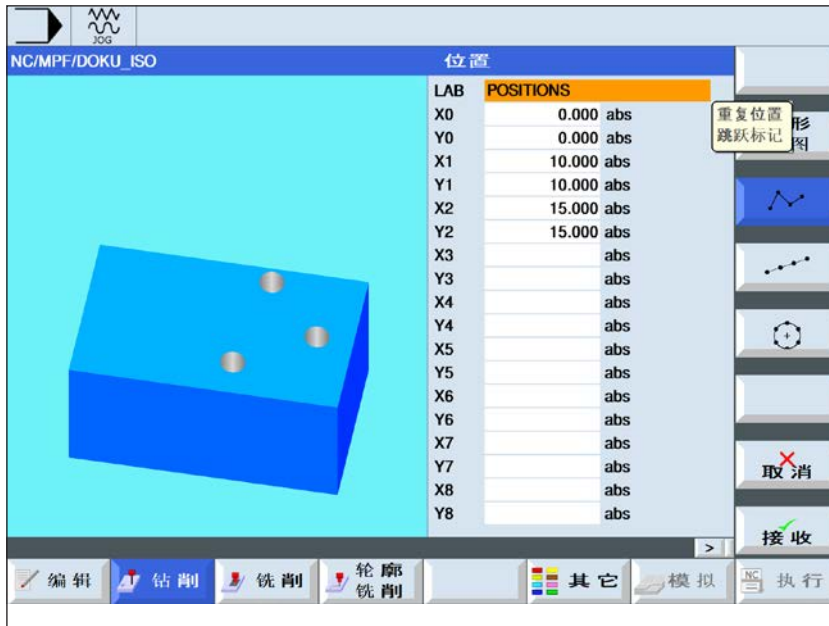 JOG
NC/MPF/DOKU_ISO
位置
LAB POSITIONS
X0 0.000 abs
Y0 0.000 abs
X1 10.000 abs
Y1 10.000 abs
X2 15.000 abs
Y2 15.000 abs
X3 abs
Y3 abs
X4 abs
Y4 abs
X5 abs
Y5 abs
X6 abs
Y6 abs
X7 abs
Y7 abs
X8 abs
Y8 abs
重复位置
跳跃标记
形
图
取消
接收
>
编辑
钻削
铣削
轮廓
铣削
其它
模拟
NC
执行